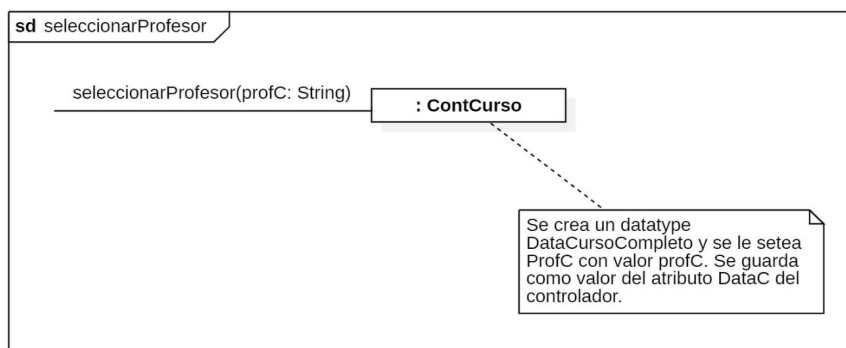 sd seleccionarProfesor
seleccionarProfesor(profC: String)
: ContCurso
Se crea un datatype
DataCursoCompleto y se le setea
ProfC con valor profC. Se guarda
como valor del atributo DataC del
controlador.